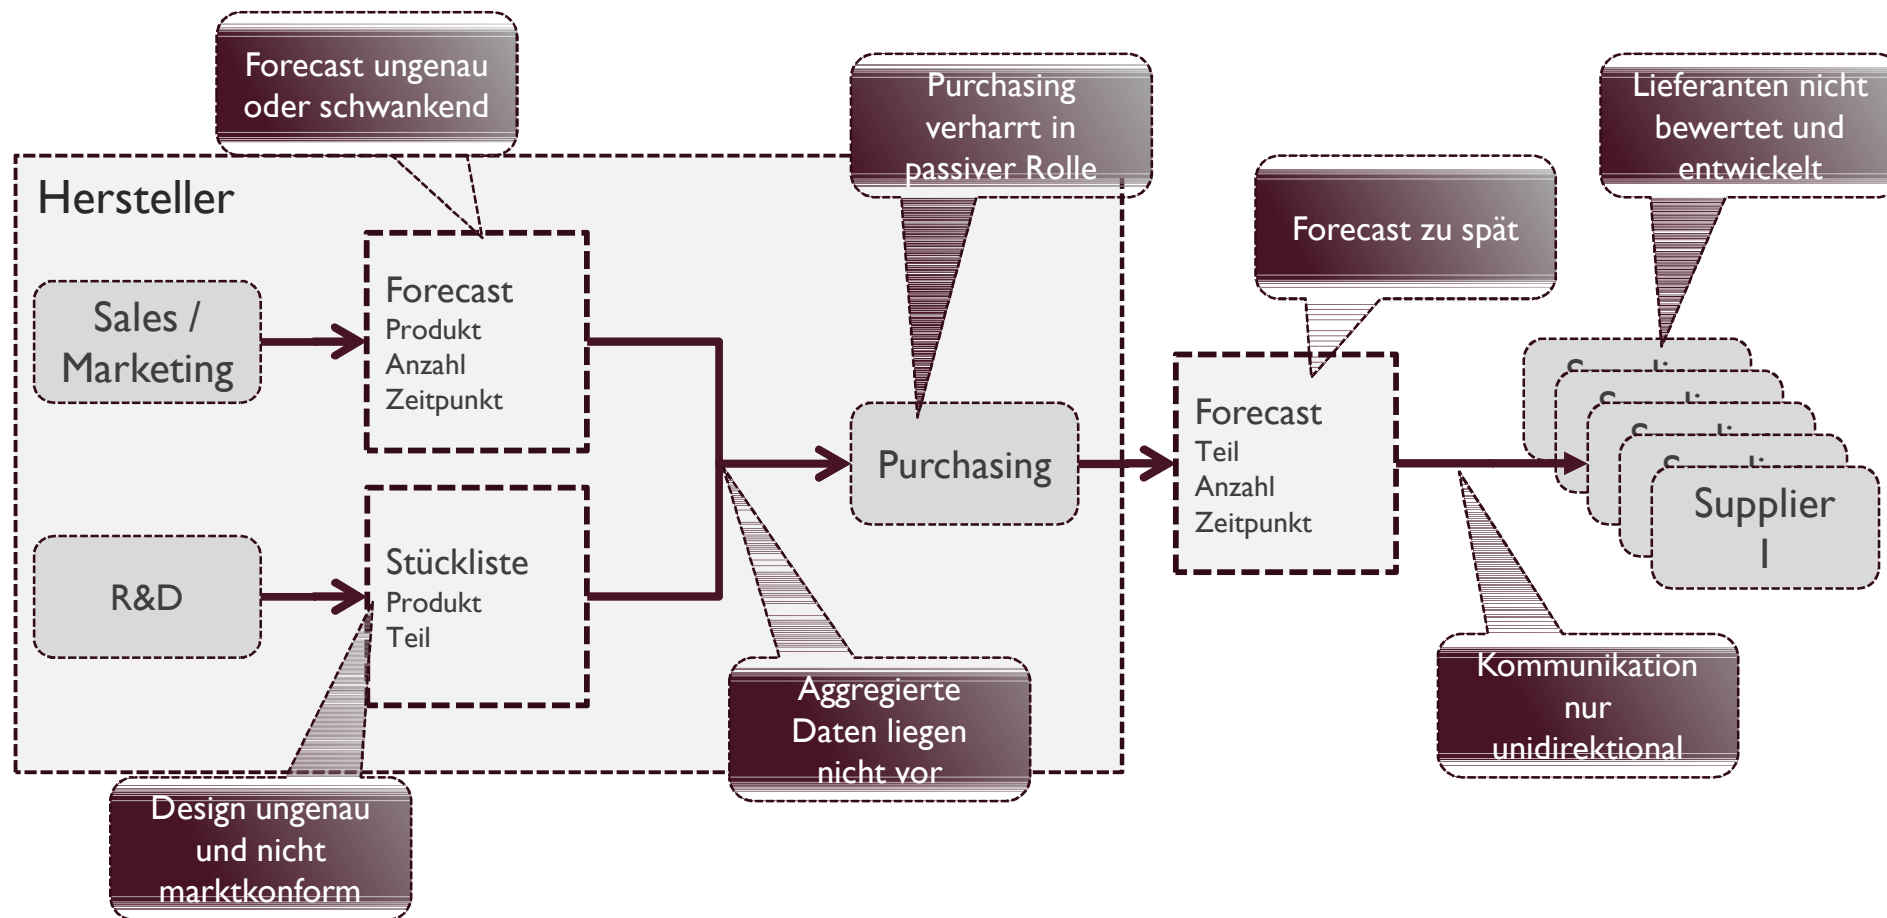 Forecast ungenau
oder schwankend
Purchasing
verharrt in
passiver Rolle
Lieferanten nicht
bewertet und
entwickelt
Hersteller
Forecast zu spät
Sales /
Marketing
Forecast
Produkt
Anzahl
Zeitpunkt
Purchasing
Forecast
Teil
Anzahl
Zeitpunkt
Supplier
1
R&D
Stückliste
Produkt
Teil
Aggregierte
Daten liegen
nicht vor
Kommunikation
nur
unidirektional
Design ungenau
und nicht
marktkonform